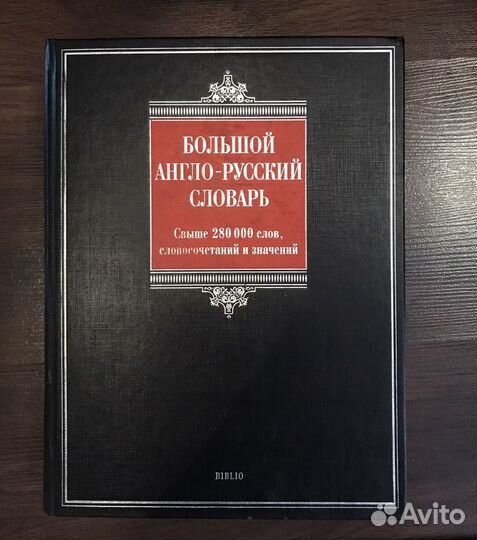 БОЛЬШОЙ
АНГЛО-РУССКИЙ
СЛОВАРЬ
Свыше 280 000 слов,
словосочетаний и значений
BIBLIO
Avito